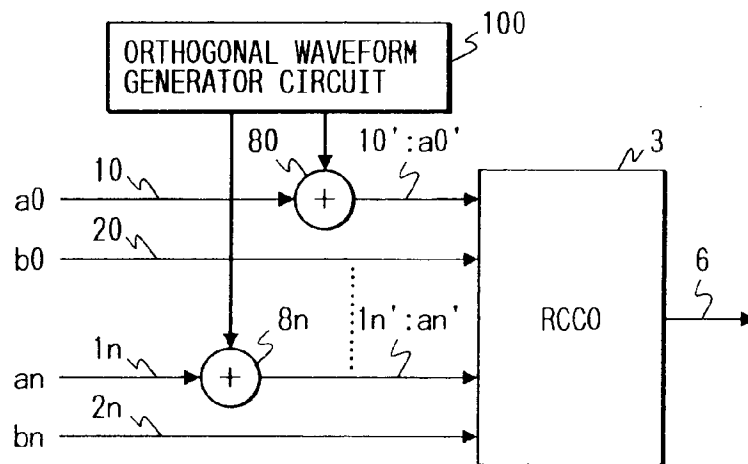 100
ORTHOGONAL WAVEFORM
GENERATOR CIRCUIT
80
10':a0'
3
10
a0
+
20
b0
6
8n
1n':an'
RCCO
1n
an
+
2n
bn